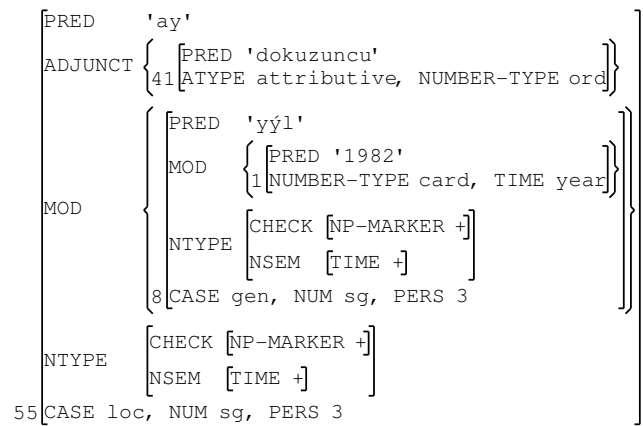 PRED 'ay'
ADJUNCT
PRED 'dokuzuncu'
41 ATYPE attributive, NUMBER-TYPE ord
MOD
PRED 'yýl'
MOD
PRED '1982'
1 NUMBER-TYPE card, TIME year
NTYPE
CHECK [NP-MARKER +]
NSEM [TIME +]
8 CASE gen, NUM sg, PERS 3
NTYPE
CHECK [NP-MARKER +]
NSEM [TIME +]
55 CASE loc, NUM sg, PERS 3